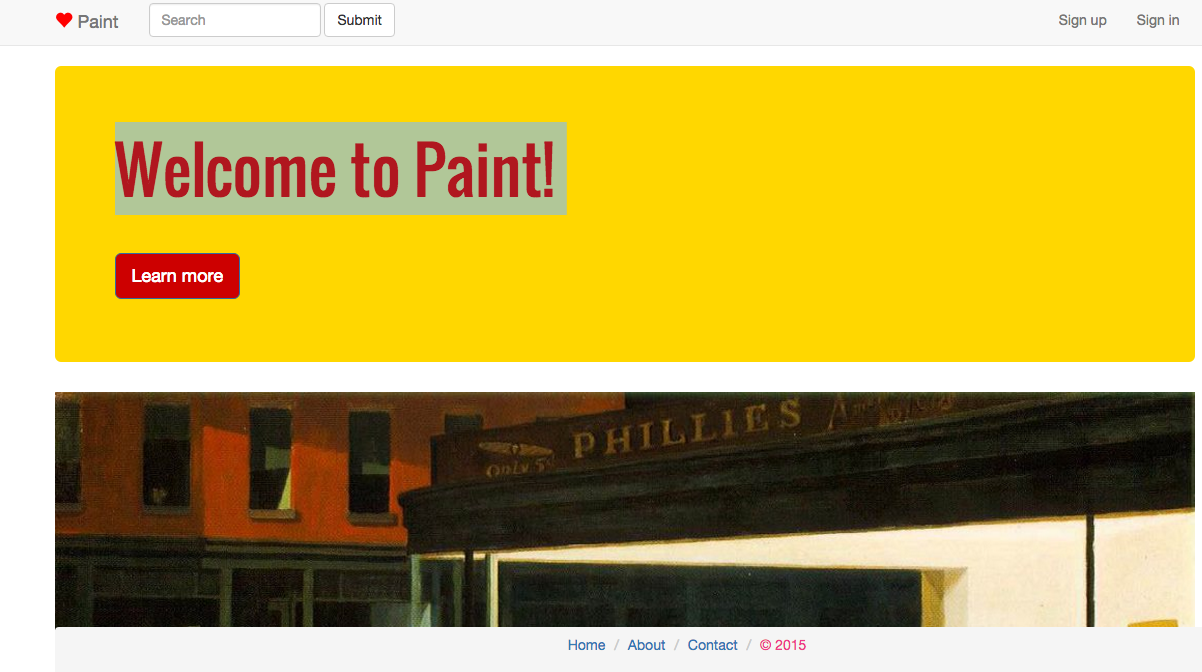 Paint Search Submit Sign up Sign in
Welcome to Paint!
Learn more
PHILLIES
Only 5¢
Home / About / Contact / © 2015